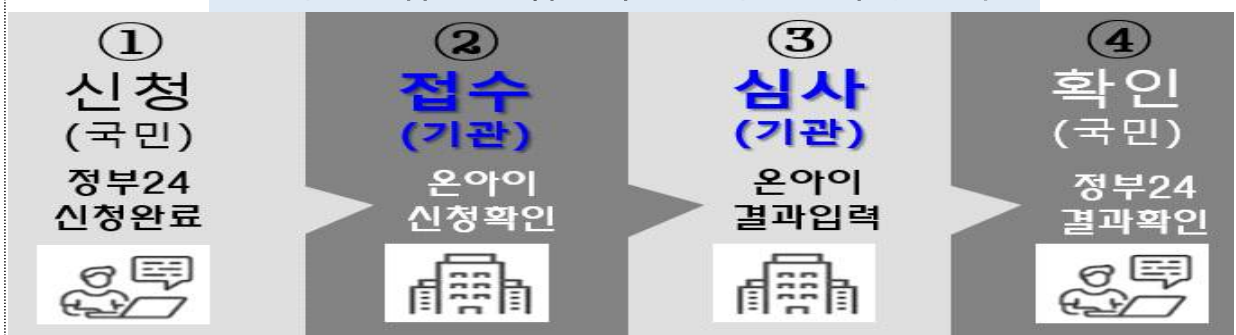 ①
신청
(국민)
정부24
신청완료
②
접수
(기관)
온아이
신청확인
③
심사
(기관)
온아이
결과입력
④
확인
(국민)
정부24
결과확인